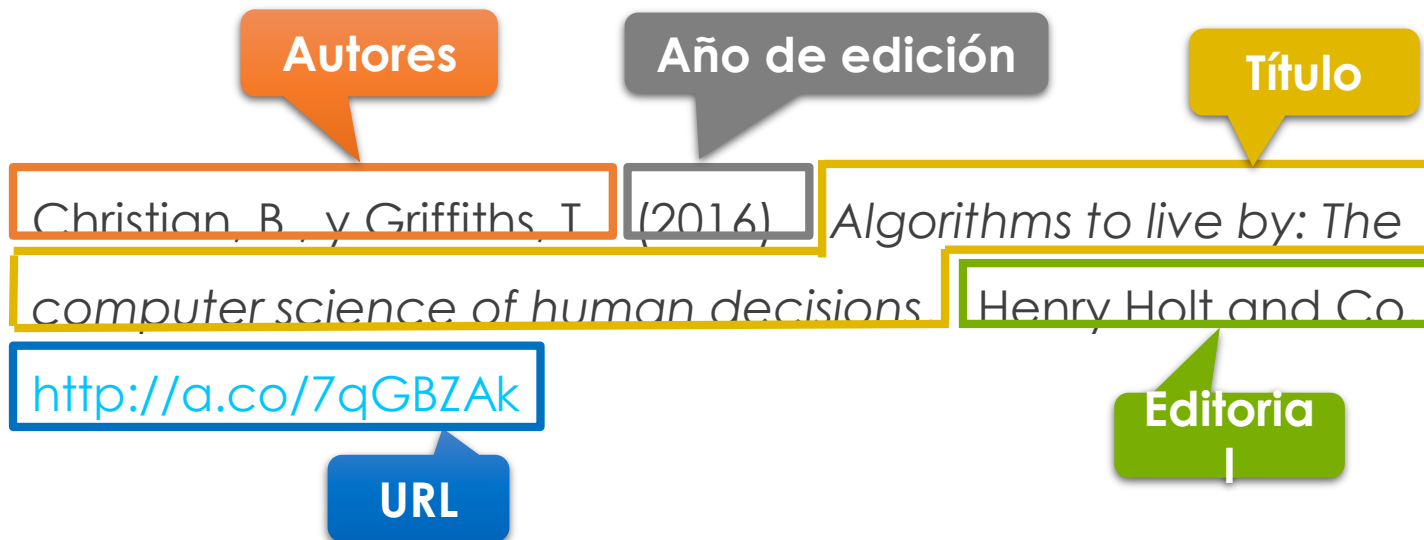 Autores
Año de edición
Título
Christian, B., y Griffiths, T. (2016). Algorithms to live by: The
computer science of human decisions. Henry Holt and Co.
http://a.co/7qGBZAk
Editoria
l
URL